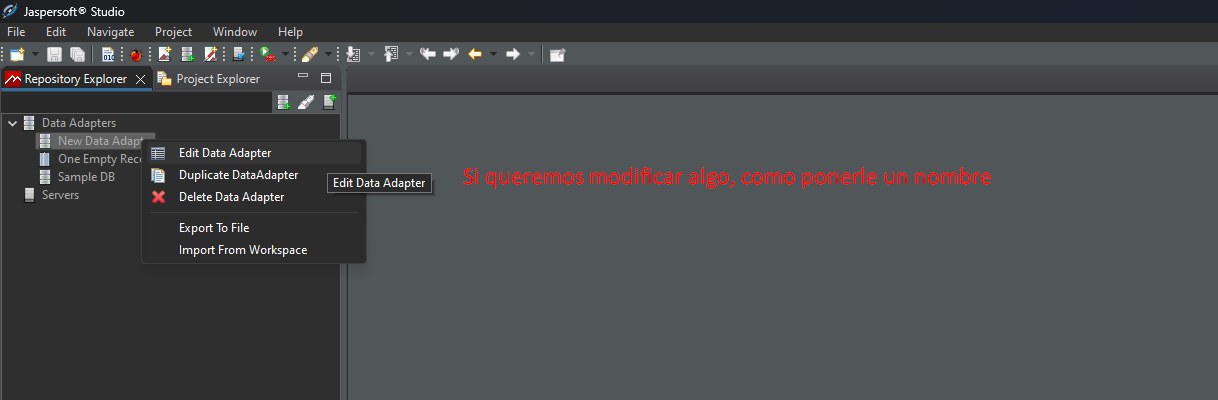 Jaspersoft® Studio
File Edit Navigate Project Window Help
010
Repository Explorer Project Explorer
Data Adapters
New Data Adapt
One Empty Reco
Sample DB
Servers
Edit Data Adapter
Duplicate DataAdapter
Delete Data Adapter
Export To File
Import From Workspace
Edit Data Adapter
Si queremos modificar algo, como ponerle un nombre